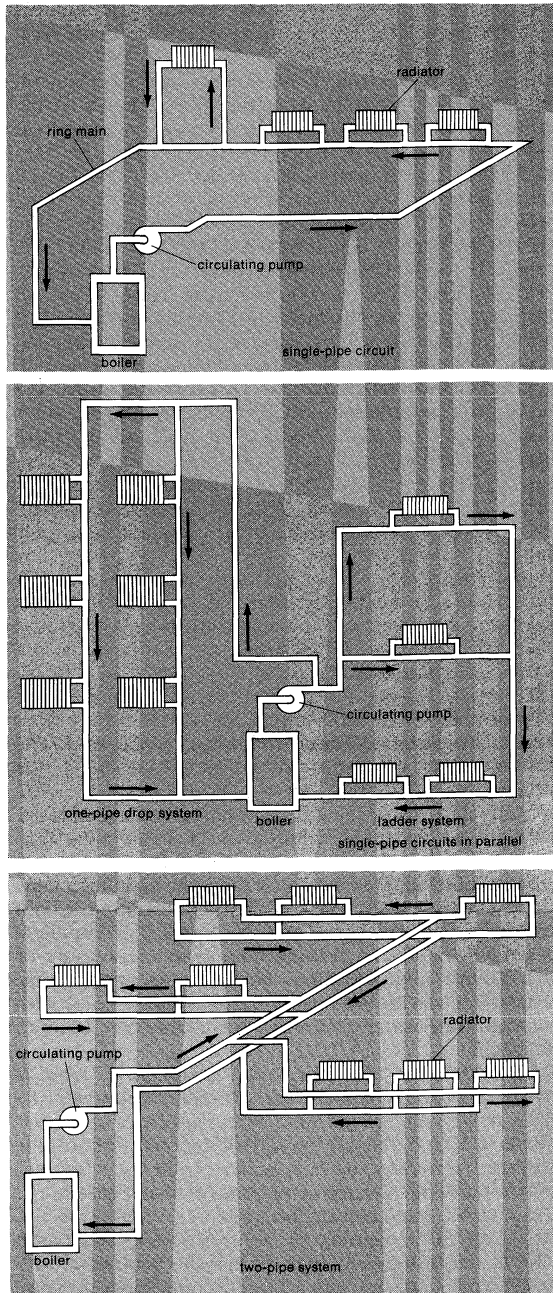 radiator
ring main
circulating pump
boiler
single-pipe circuit
circulating pump
one-pipe drop system
boiler
ladder system
single-pipe circuits in parallel
radiator
circulating pump
boiler
two-pipe system